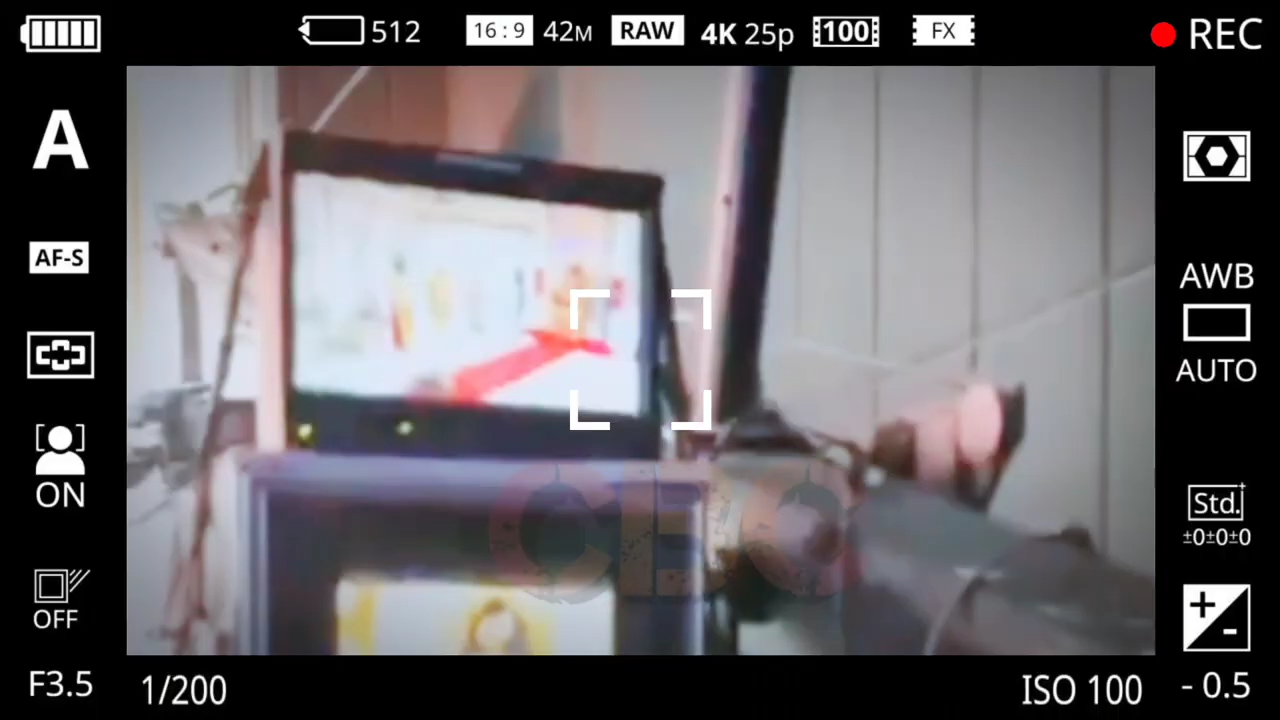 512 16:9 42M RAW 4K 25p 100 FX REC
A
AF-S
ON
OFF
F3.5
1/200
AWB
AUTO
Std.+
±0±0±0
+ -
ISO 100
- 0.5